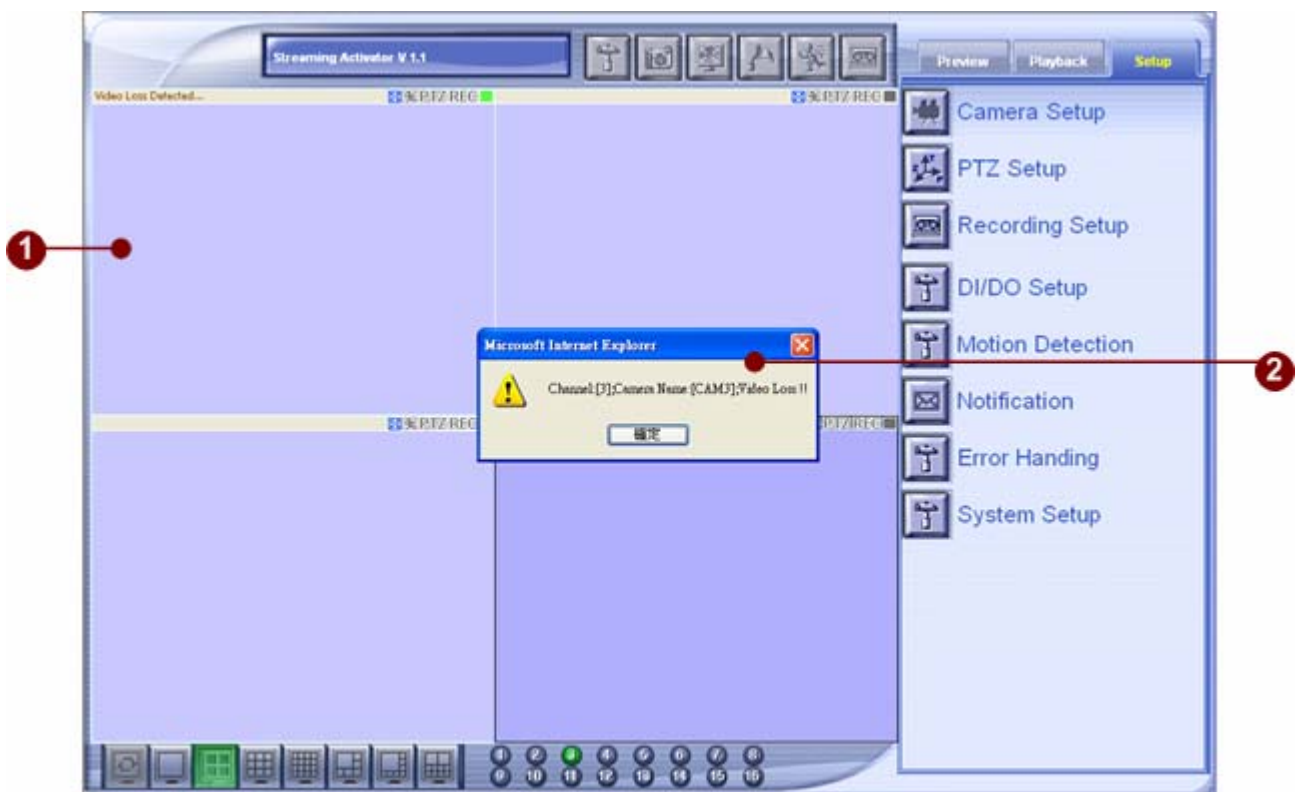 Streaming Activator V 1.1
Preview Playback Setup
Video Loss Detected...
PTZ REC
PTZ REC
Camera Setup
PTZ Setup
Recording Setup
1
DI/DO Setup
Microsoft Internet Explorer
Motion Detection
2
Channel:[3];Camera Name:[CAM3];Video Loss !!
Notification
PTZ REC
PTZ REC
確定
Error Handing
System Setup
1 2 3 4 5 6 7 8
9 10 11 12 13 14 15 16